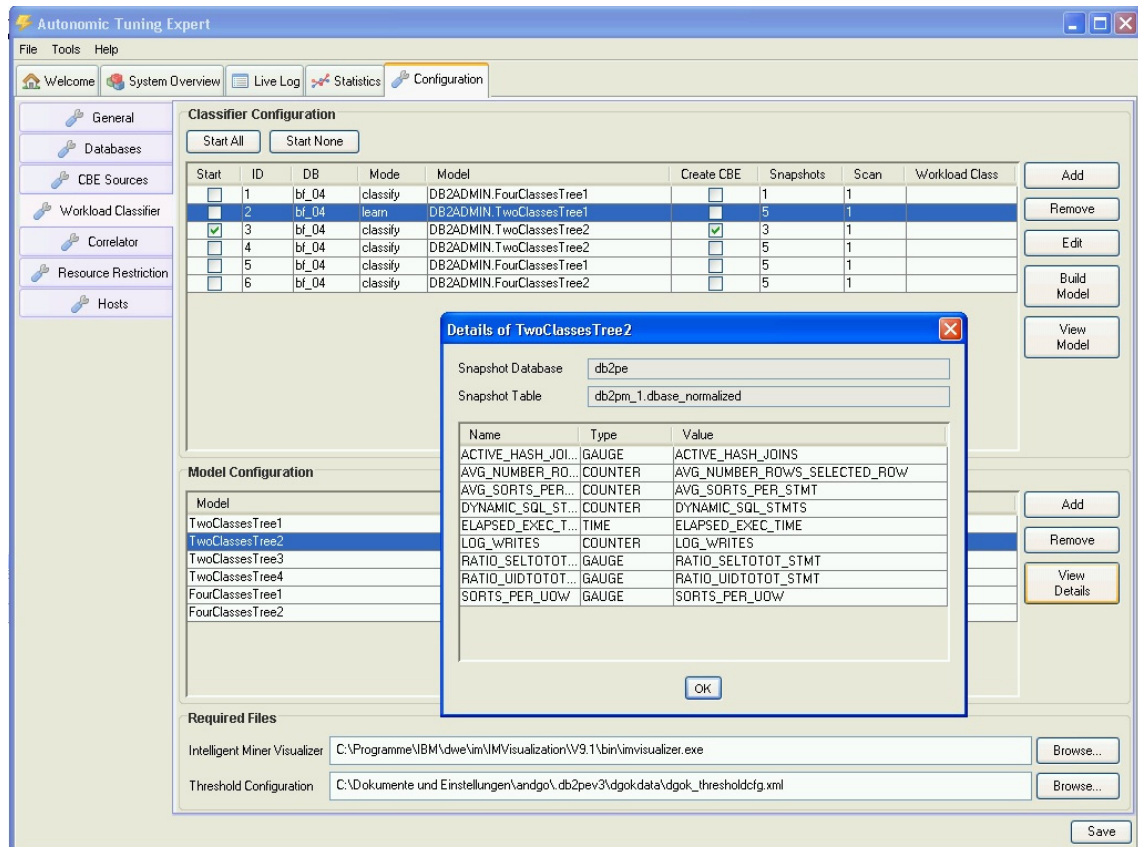 Autonomic Tuning Expert
File Tools Help
Welcome System Overview Live Log Statistics Configuration
General
Databases
CBE Sources
Workload Classifier
Correlator
Resource Restriction
Hosts
Classifier Configuration
Start All Start None
Start ID DB Mode Model Create CBE Snapshots Scan Workload Class
1 bf_04 classify DB2ADMIN.FourClassesTree1 1 1
2 bf_04 learn DB2ADMIN.TwoClassesTree1 5 1
3 bf_04 classify DB2ADMIN.TwoClassesTree2 3 1
4 bf_04 classify DB2ADMIN.TwoClassesTree2 5 1
5 bf_04 classify DB2ADMIN.FourClassesTree1 5 1
6 bf_04 classify DB2ADMIN.FourClassesTree2 5 1
Add
Remove
Edit
Build
Model
View
Model
Details of TwoClassesTree2
Snapshot Database db2pe
Snapshot Table db2pm_1.dbase_normalized
Name Type Value
ACTIVE_HASH_JOI... GAUGE ACTIVE_HASH_JOINS
AVG_NUMBER_RO... COUNTER AVG_NUMBER_ROWS_SELECTED_ROW
AVG_SORTS_PER... COUNTER AVG_SORTS_PER_STMT
DYNAMIC_SQL_ST... COUNTER DYNAMIC_SQL_STMTS
ELAPSED_EXEC_T... TIME ELAPSED_EXEC_TIME
LOG_WRITES COUNTER LOG_WRITES
RATIO_SELTOTOT... GAUGE RATIO_SELTOTOT_STMT
RATIO_UIDTOTOT... GAUGE RATIO_UIDTOTOT_STMT
SORTS_PER_UOW GAUGE SORTS_PER_UOW
OK
Model Configuration
Model
TwoClassesTree1
TwoClassesTree2
TwoClassesTree3
TwoClassesTree4
FourClassesTree1
FourClassesTree2
Add
Remove
View
Details
Required Files
Intelligent Miner Visualizer C:\Programme\IBM\dwe\im\IMVisualization\V9.1\bin\imvisualizer.exe Browse...
Threshold Configuration C:\Dokumente und Einstellungen\andgo\.db2pev3\dgokdata\dgok_thresholdcfg.xml Browse...
Save